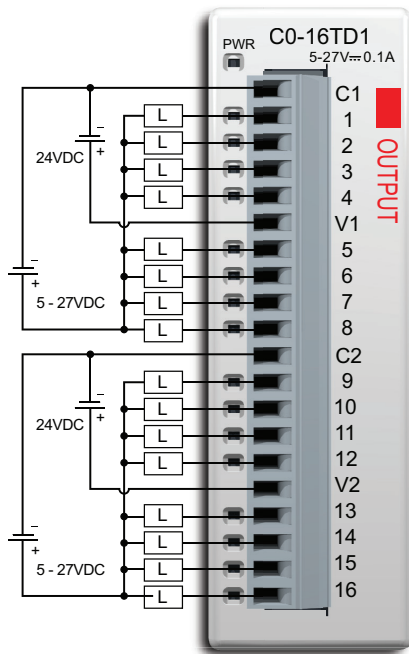 C0-16TD1
PWR
5-27V⎓0.1A
C1
L 1
L 2
24VDC
L 3
L 4
V1
L 5
L 6
5 - 27VDC
L 7
L 8
C2
L 9
L 10
24VDC
L 11
L 12
V2
L 13
L 14
5 - 27VDC
L 15
L 16
OUTPUT
−
+
−
+
−
+
−
+